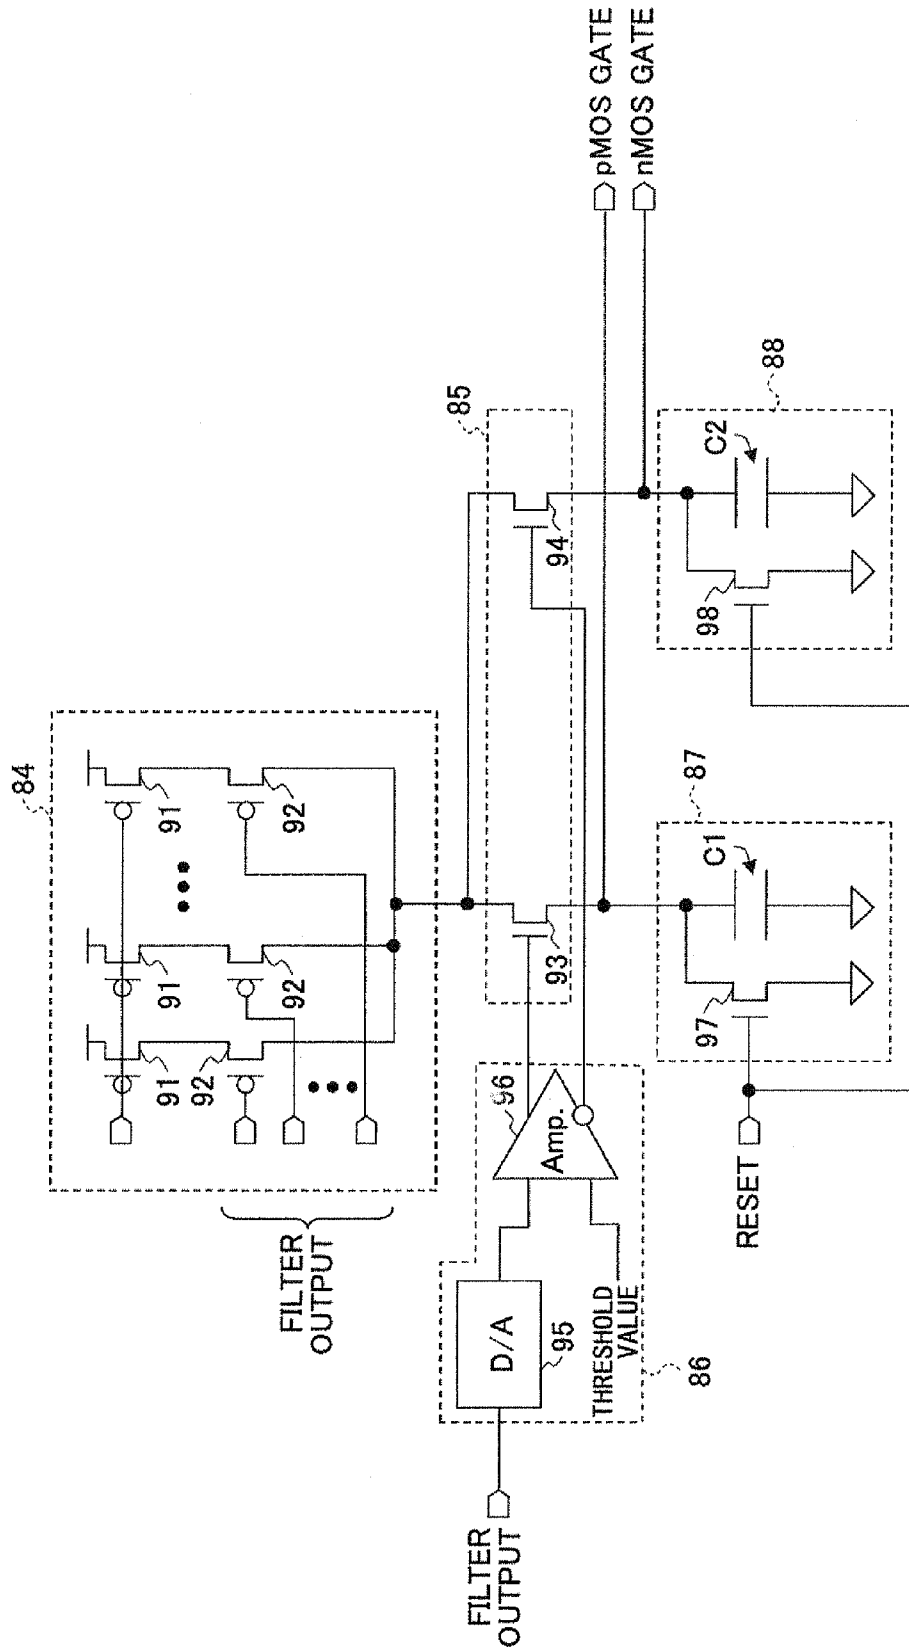 84
91
91
91
92
92
92
FILTER
OUTPUT
85
93
94
96
Amp.
D/A
95
THRESHOLD
VALUE
86
FILTER
OUTPUT
pMOS GATE
nMOS GATE
87
97
C1
88
98
C2
RESET